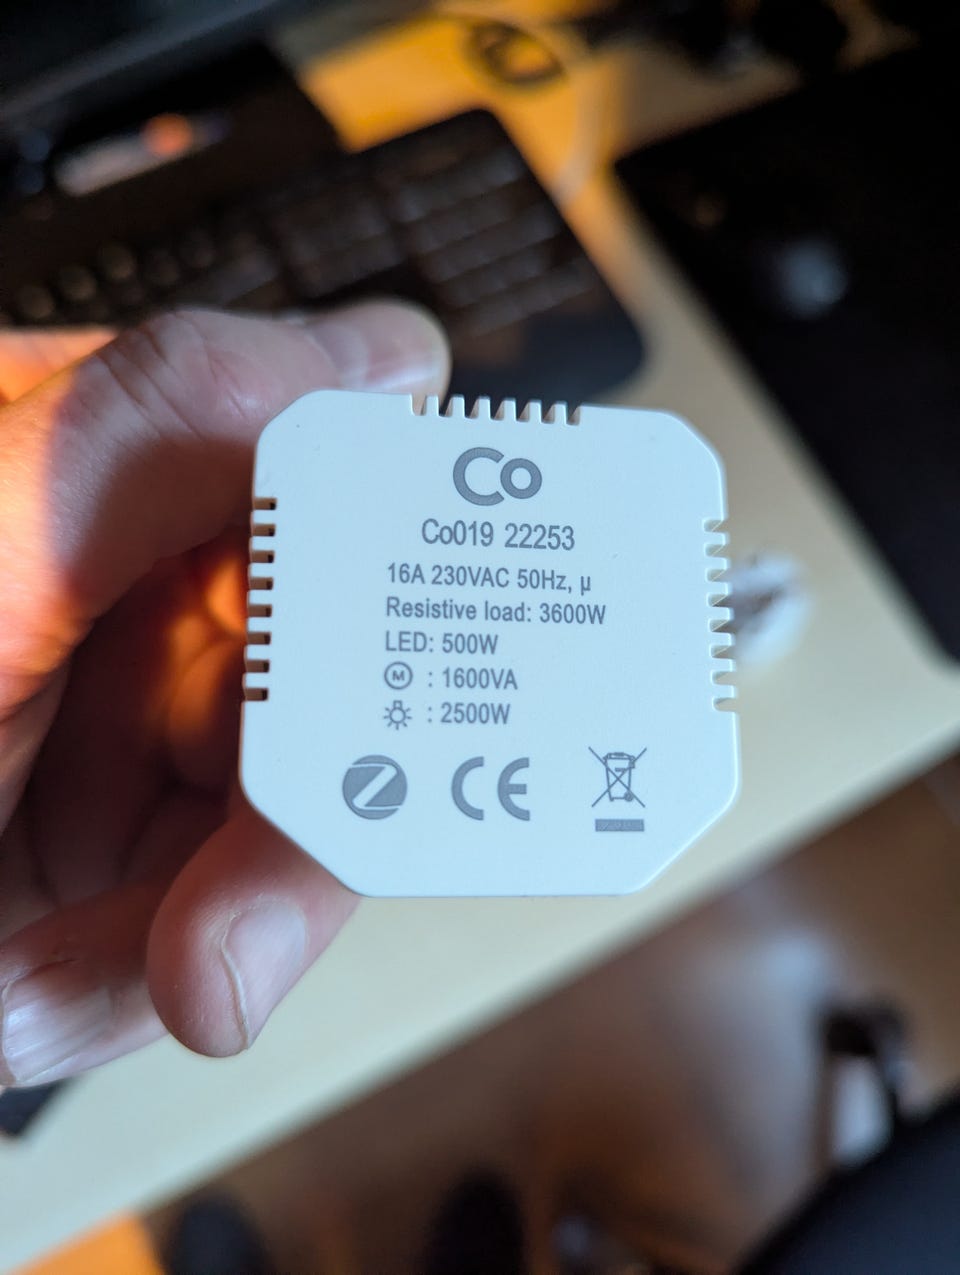 Co
Co019 22253
16A 230VAC 50Hz, µ
Resistive load: 3600W
LED: 500W
M : 1600VA
: 2500W
CE